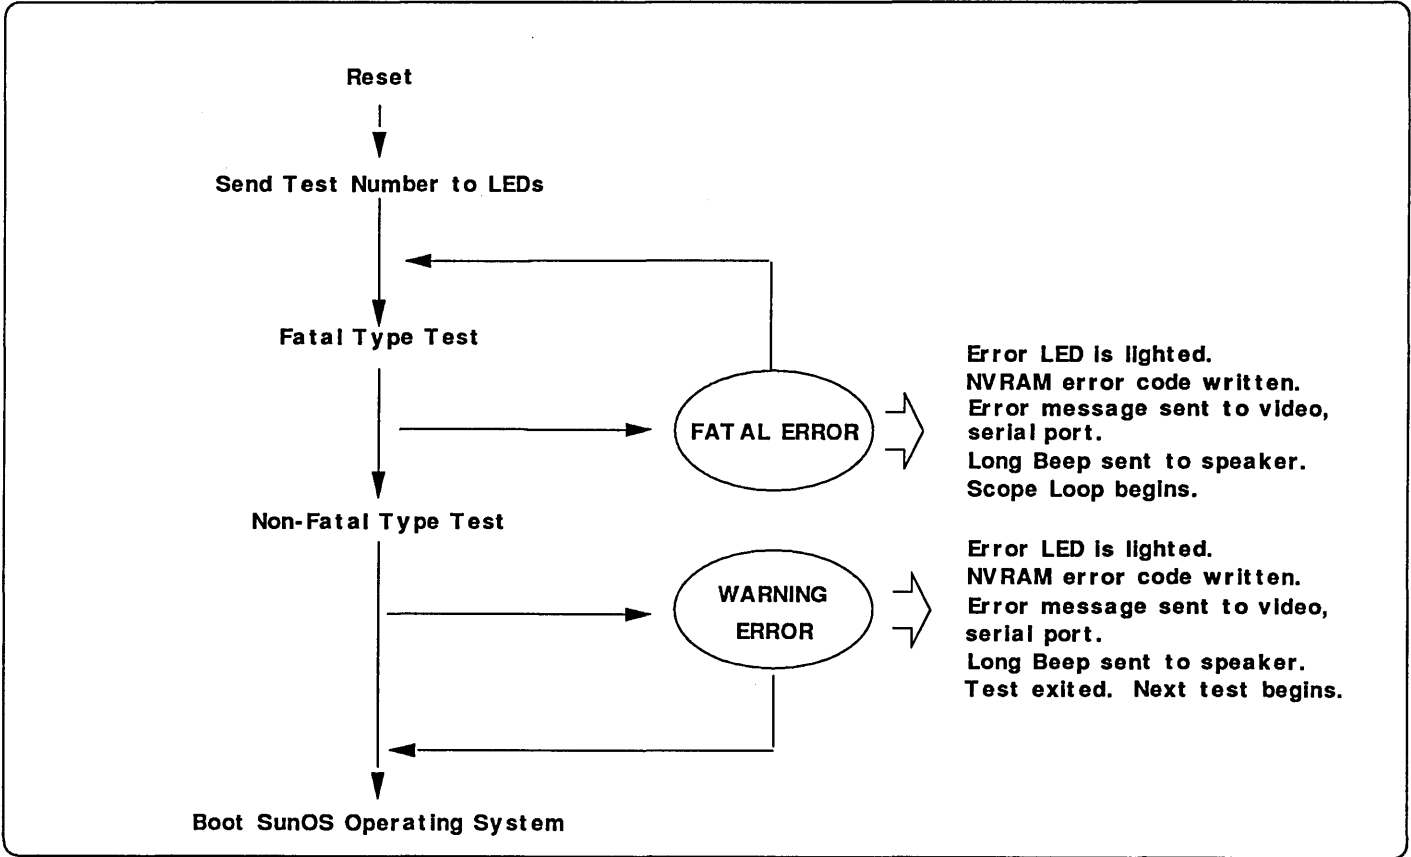 Reset
Send Test Number to LEDs
Fatal Type Test
FATAL ERROR
Error LED is lighted.
NVRAM error code written.
Error message sent to video,
serial port.
Long Beep sent to speaker.
Scope Loop begins.
Non-Fatal Type Test
WARNING
ERROR
Error LED is lighted.
NVRAM error code written.
Error message sent to video,
serial port.
Long Beep sent to speaker.
Test exited. Next test begins.
Boot SunOS Operating System